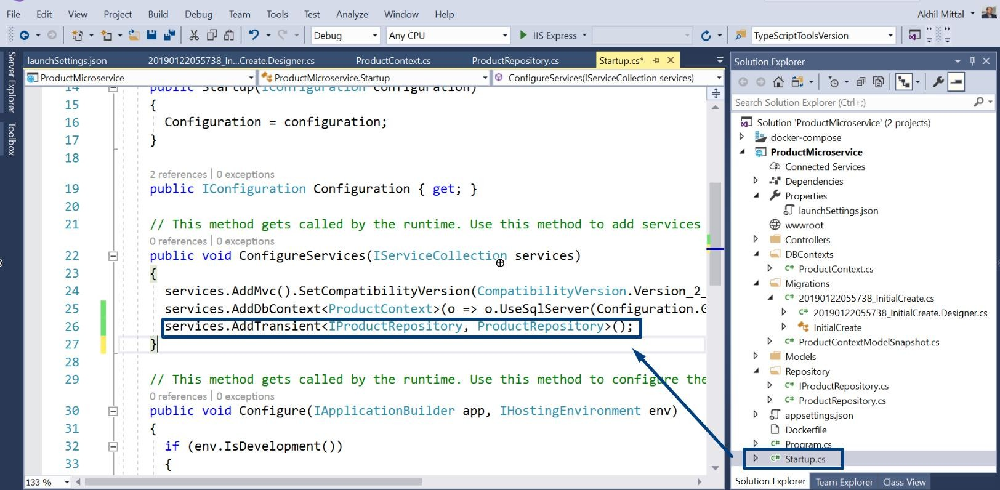 File Edit View Project Build Debug Team Tools Test Analyze Window Help Akhil Mittal
Debug Any CPU IIS Express TypeScriptToolsVersion
Server Explorer
Toolbox
launchSettings.json 20190122055738_In...Create.Designer.cs ProductContext.cs ProductRepository.cs Startup.cs*
ProductMicroservice ProductMicroservice.Startup ConfigureServices(IServiceCollection services)
14 public Startup(IConfiguration configuration)
15 {
16 Configuration = configuration;
17 }
18
2 references | 0 exceptions
19 public IConfiguration Configuration { get; }
20
21 // This method gets called by the runtime. Use this method to add services
0 references | 0 exceptions
22 public void ConfigureServices(IServiceCollection services)
23 {
24 services.AddMvc().SetCompatibilityVersion(CompatibilityVersion.Version_2_
25 services.AddDbContext<ProductContext>(o => o.UseSqlServer(Configuration.G
26 services.AddTransient<IProductRepository, ProductRepository>();
27 }
28
29 // This method gets called by the runtime. Use this method to configure the
0 references | 0 exceptions
30 public void Configure(IApplicationBuilder app, IHostingEnvironment env)
31 {
32 if (env.IsDevelopment())
33 {
133 %
Solution Explorer
Search Solution Explorer (Ctrl+;)
Solution 'ProductMicroservice' (2 projects)
docker-compose
ProductMicroservice
Connected Services
Dependencies
Properties
launchSettings.json
wwwroot
Controllers
DBContexts
C# ProductContext.cs
Migrations
C# 20190122055738_InitialCreate.cs
C# 20190122055738_InitialCreate.Designer.cs
InitialCreate
C# ProductContextModelSnapshot.cs
Models
Repository
C# IProductRepository.cs
C# ProductRepository.cs
appsettings.json
Dockerfile
C# Program.cs
C# Startup.cs
Solution Explorer Team Explorer Class View